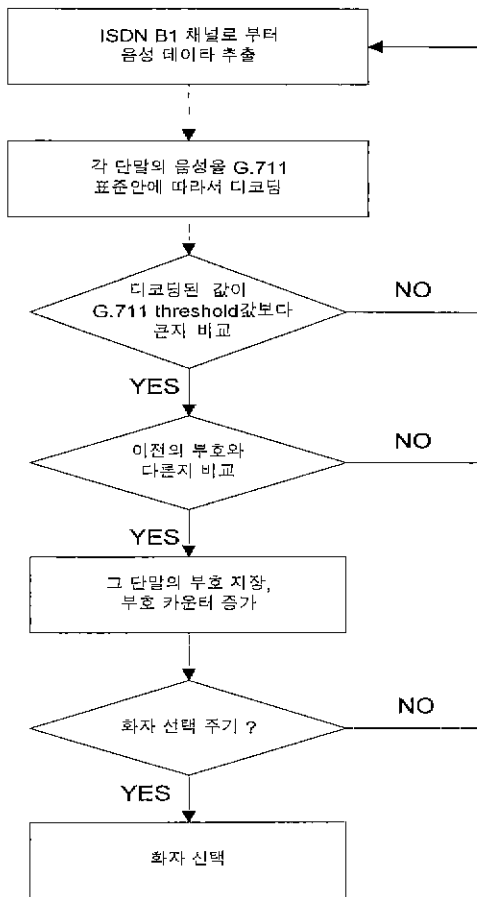 ISDN B1 채널로 부터
음성 데이타 추출
각 단말의 음성을 G.711
표준안에 따라서 디코딩
디코딩된 값이
G.711 threshold값보다
큰지 비교
NO
YES
이전의 부호와
다른지 비교
NO
YES
그 단말의 부호 저장,
부호 카운터 증가
화자 선택 주기 ?
NO
YES
화자 선택